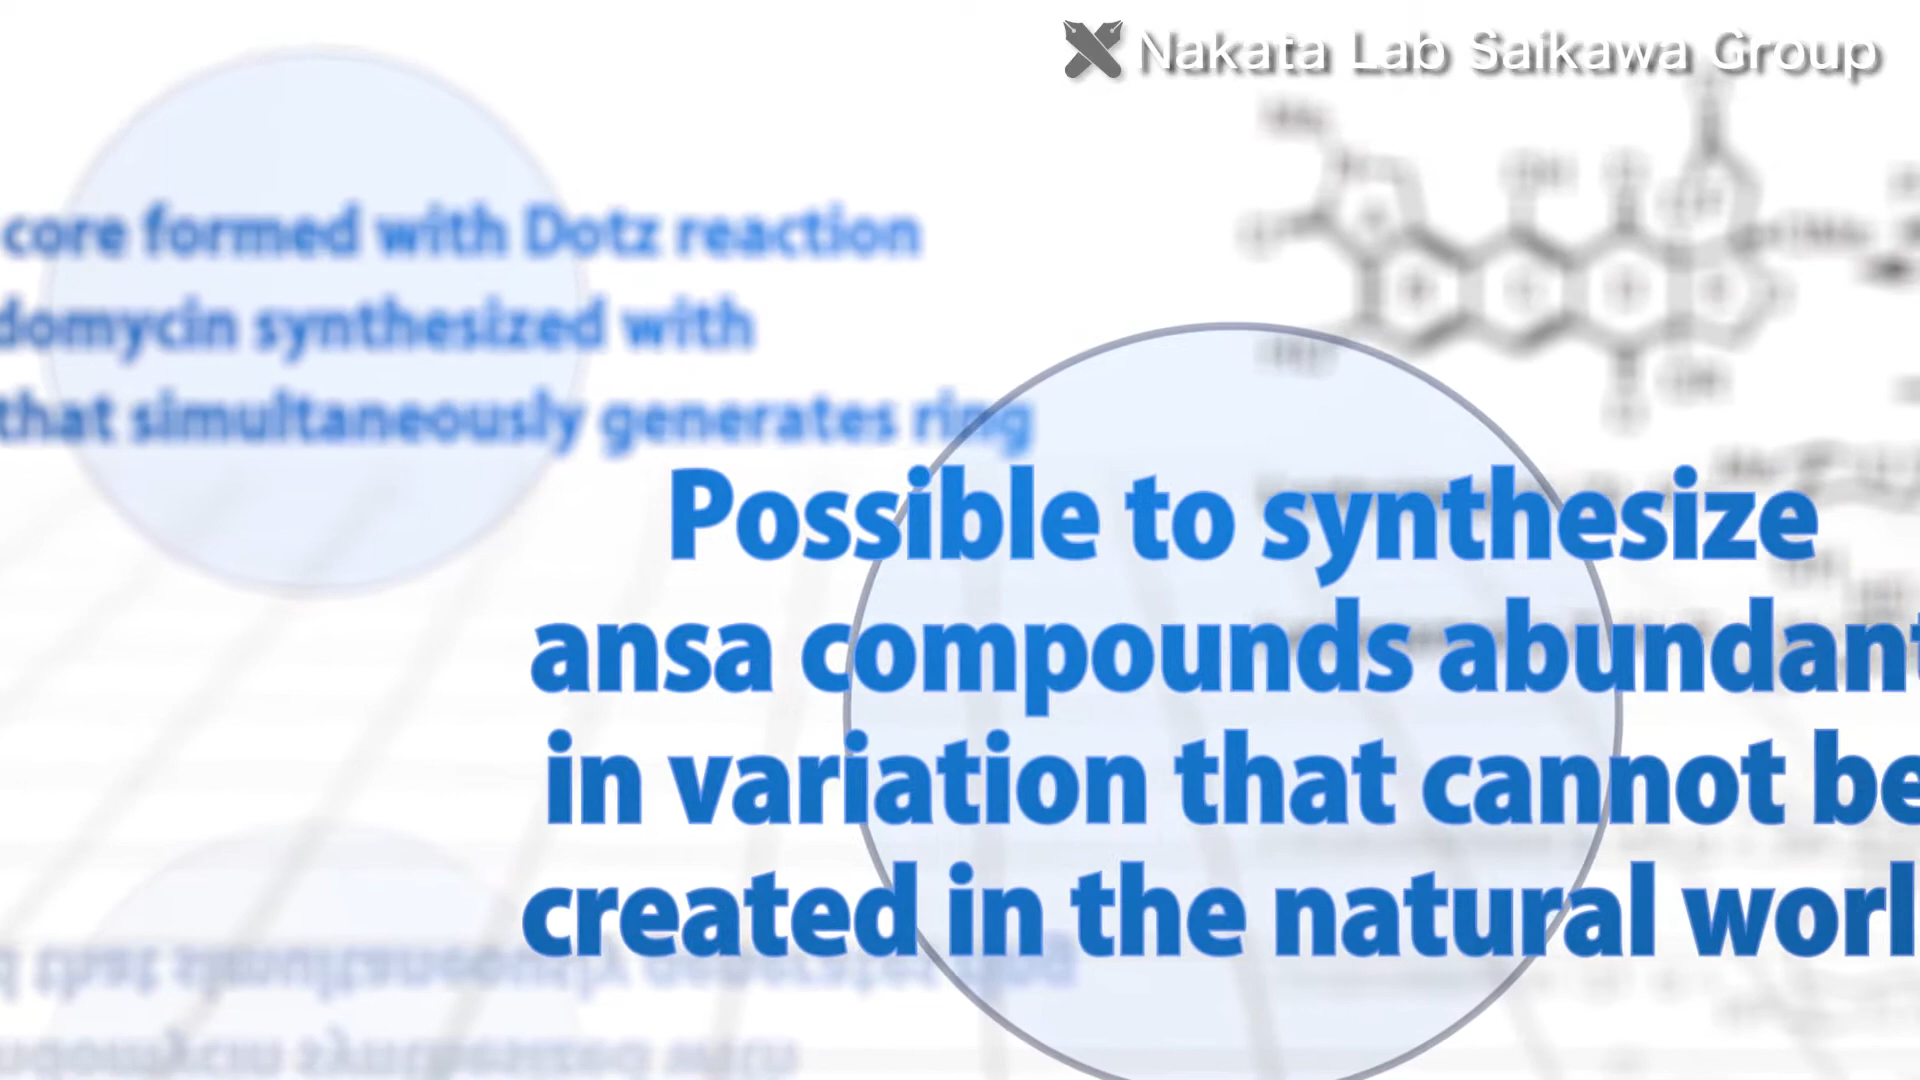 Nakata Lab Saikawa Group
core formed with Dotz reaction
domycin synthesized with
that simultaneously generates ring
Possible to synthesize
ansa compounds abundant
in variation that cannot be
created in the natural worl